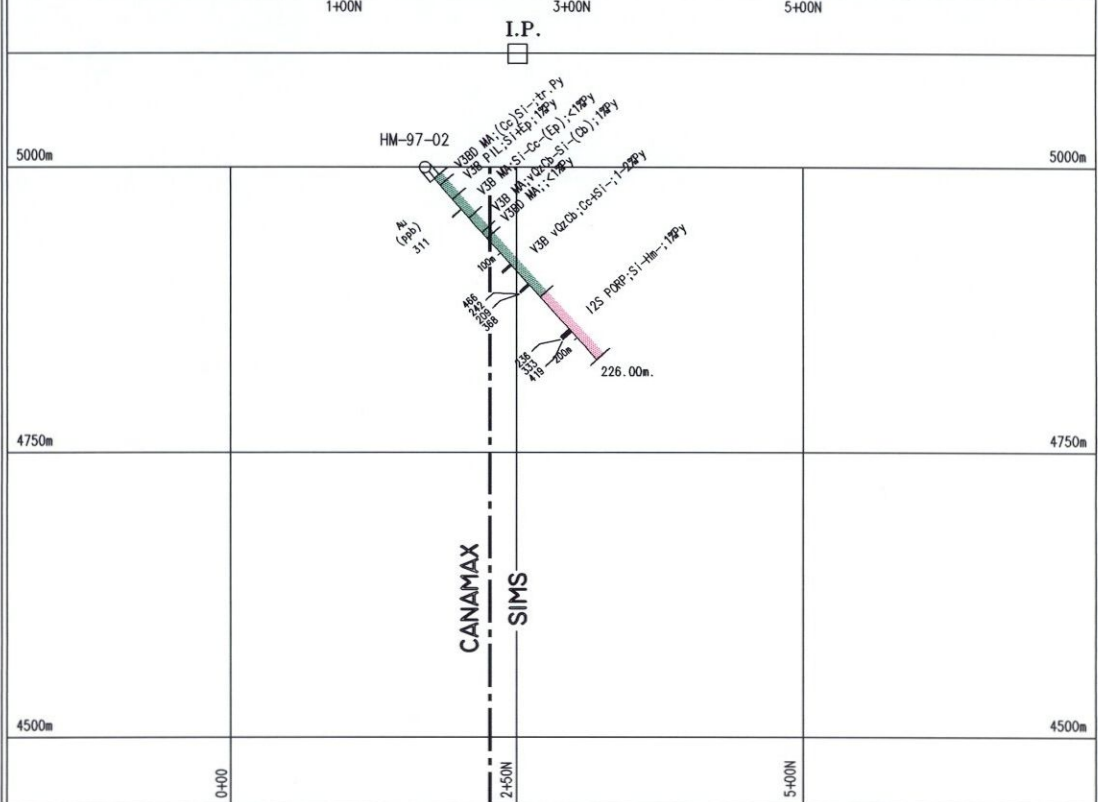 1+00N
3+00N
5+00N
I.P.
HM-97-02
V3BD MA;(Cc)Si-;tr.Py
V3B PIL;Si+Ep;1%Py
V3B MA;Si-Cc-(Ep);<1%Py
V3B MA;vQzCb-Si-(Cb);1%Py
V3BD MA;;<1%Py
V3B vQzCb;Cc+Si-;1-2%Py
I2S PORP;Si-Hm-;1%Py
5000m
5000m
Au
(ppb)
311
100m
466
242
209
368
236
333
419
200m
226.00m.
4750m
4750m
CANAMAX
SIMS
4500m
4500m
0+00
2+50N
5+00N